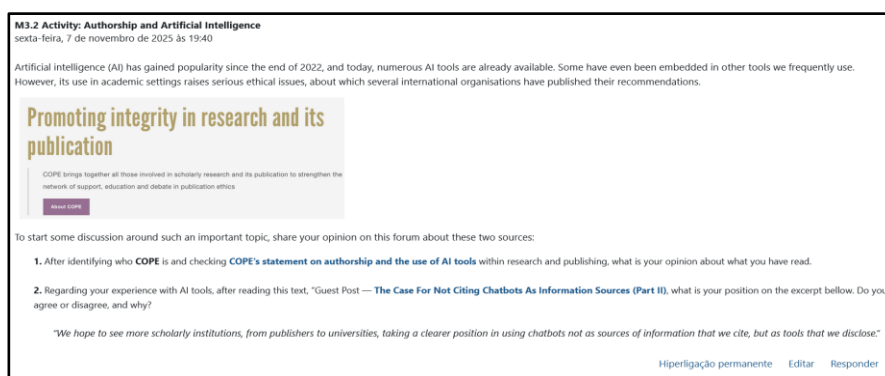 M3.2 Activity: Authorship and Artificial Intelligence
sexta-feira, 7 de novembro de 2025 às 19:40
Artificial intelligence (AI) has gained popularity since the end of 2022, and today, numerous AI tools are already available. Some have even been embedded in other tools we frequently use.
However, its use in academic settings raises serious ethical issues, about which several international organisations have published their recommendations.
Promoting integrity in research and its
publication
COPE brings together all those involved in scholarly research and its publication to strengthen the
network of support, education and debate in publication ethics
About COPE
To start some discussion around such an important topic, share your opinion on this forum about these two sources:
1. After identifying who COPE is and checking COPE's statement on authorship and the use of AI tools within research and publishing, what is your opinion about what you have read.
2. Regarding your experience with AI tools, after reading this text, "Guest Post — The Case For Not Citing Chatbots As Information Sources (Part II), what is your position on the excerpt bellow. Do you
agree or disagree, and why?
"We hope to see more scholarly institutions, from publishers to universities, taking a clearer position in using chatbots not as sources of information that we cite, but as tools that we disclose."
Hiperligação permanente Editar Responder